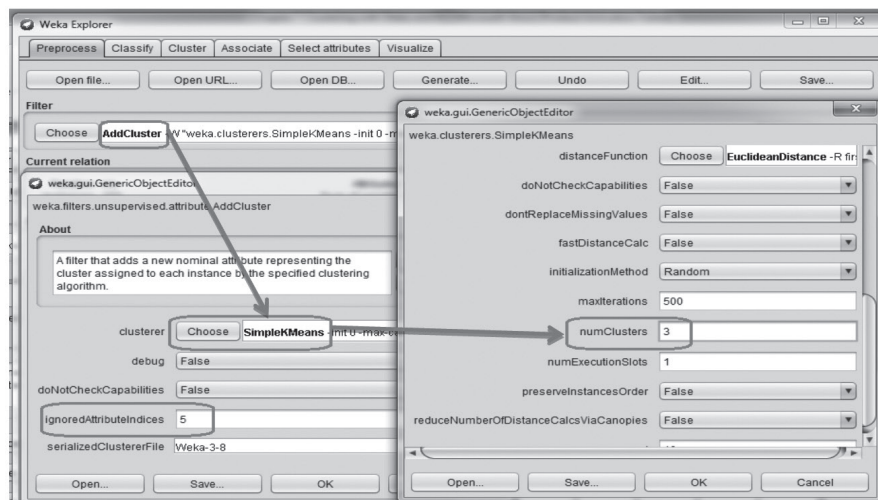 Weka Explorer
Preprocess Classify Cluster Associate Select attributes Visualize
Open file... Open URL... Open DB... Generate... Undo Edit... Save...
Filter
Choose AddCluster -W "weka.clusterers.SimpleKMeans -init 0
Current relation
weka.gui.GenericObjectEditor
weka.filters.unsupervised.attribute.AddCluster
About
A filter that adds a new nominal attribute representing the
cluster assigned to each instance by the specified clustering
algorithm.
clusterer Choose SimpleKMeans -init 0
debug False
doNotCheckCapabilities False
ignoredAttributeIndices 5
serializedClustererFile Weka-3-8
Open... Save... OK
weka.gui.GenericObjectEditor
weka.clusterers.SimpleKMeans
distanceFunction Choose EuclideanDistance -R
doNotCheckCapabilities False
dontReplaceMissingValues False
fastDistanceCalc False
initializationMethod Random
maxIterations 500
numClusters 3
numExecutionSlots 1
preserveInstancesOrder False
reduceNumberOfDistanceCalcsViaCanopies False
Open... Save... OK Cancel